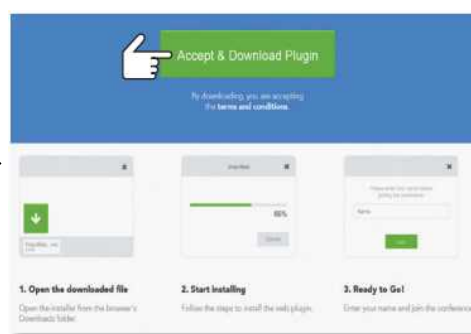 Accept & Download Plugin
By downloading, you are accepting
the terms and conditions.
66%
Name
1. Open the downloaded file
2. Start Installing
3. Ready to Go!
Open the installer from the browser's
Downloads folder.
Follow the steps to install the web plugin.
Enter your name and join the conference